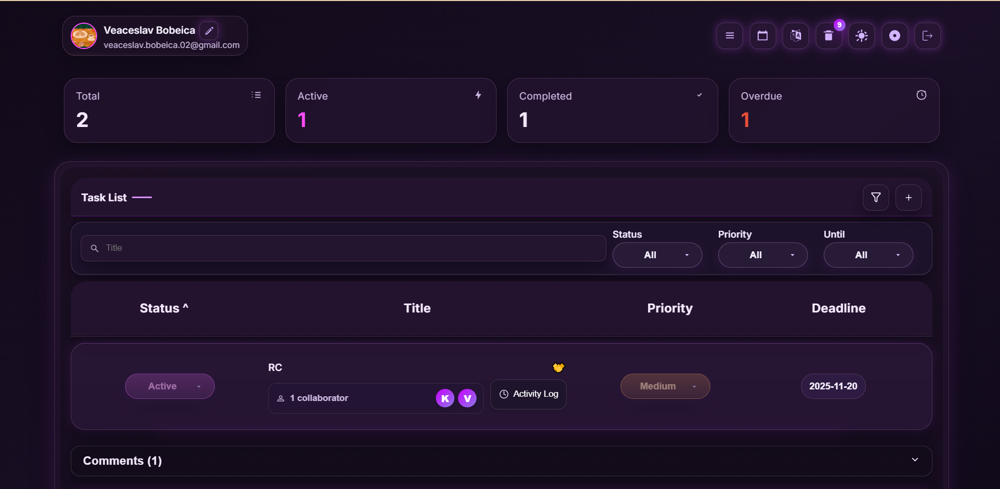 Veaceslav Bobeica
veaceslav.bobeica.02@gmail.com
9
Total
2
Active
1
Completed
1
Overdue
1
Task List
Title
Status
All
Priority
All
Until
All
Status ^
Title
Priority
Deadline
Active
RC
1 collaborator
K
V
Activity Log
Medium
2025-11-20
Comments (1)